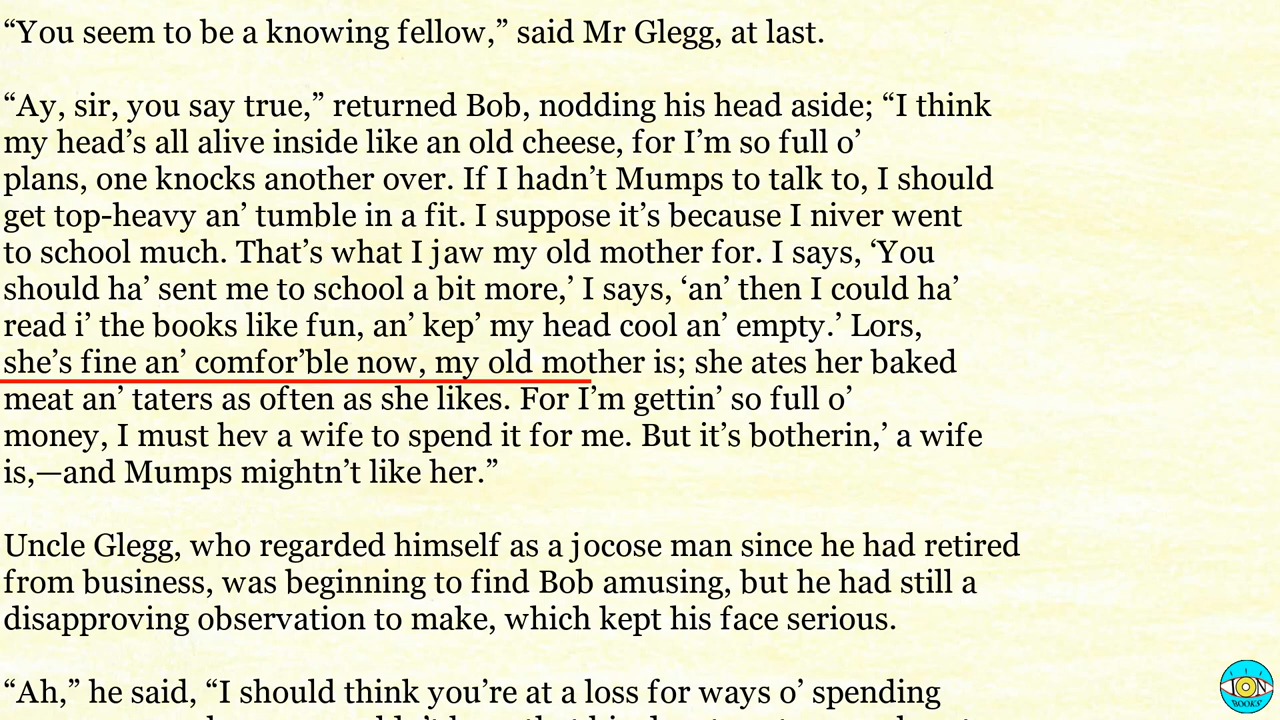 “You seem to be a knowing fellow,” said Mr Glegg, at last.
“Ay, sir, you say true,” returned Bob, nodding his head aside; “I think
my head’s all alive inside like an old cheese, for I’m so full o’
plans, one knocks another over. If I hadn’t Mumps to talk to, I should
get top-heavy an’ tumble in a fit. I suppose it’s because I niver went
to school much. That’s what I jaw my old mother for. I says, ‘You
should ha’ sent me to school a bit more,’ I says, ‘an’ then I could ha’
read i’ the books like fun, an’ kep’ my head cool an’ empty.’ Lors,
she’s fine an’ comfor’ble now, my old mother is; she ates her baked
meat an’ taters as often as she likes. For I’m gettin’ so full o’
money, I must hev a wife to spend it for me. But it’s botherin,’ a wife
is,—and Mumps mightn’t like her.”
Uncle Glegg, who regarded himself as a jocose man since he had retired
from business, was beginning to find Bob amusing, but he had still a
disapproving observation to make, which kept his face serious.
“Ah,” he said, “I should think you’re at a loss for ways o’ spending
ION
BOOKS